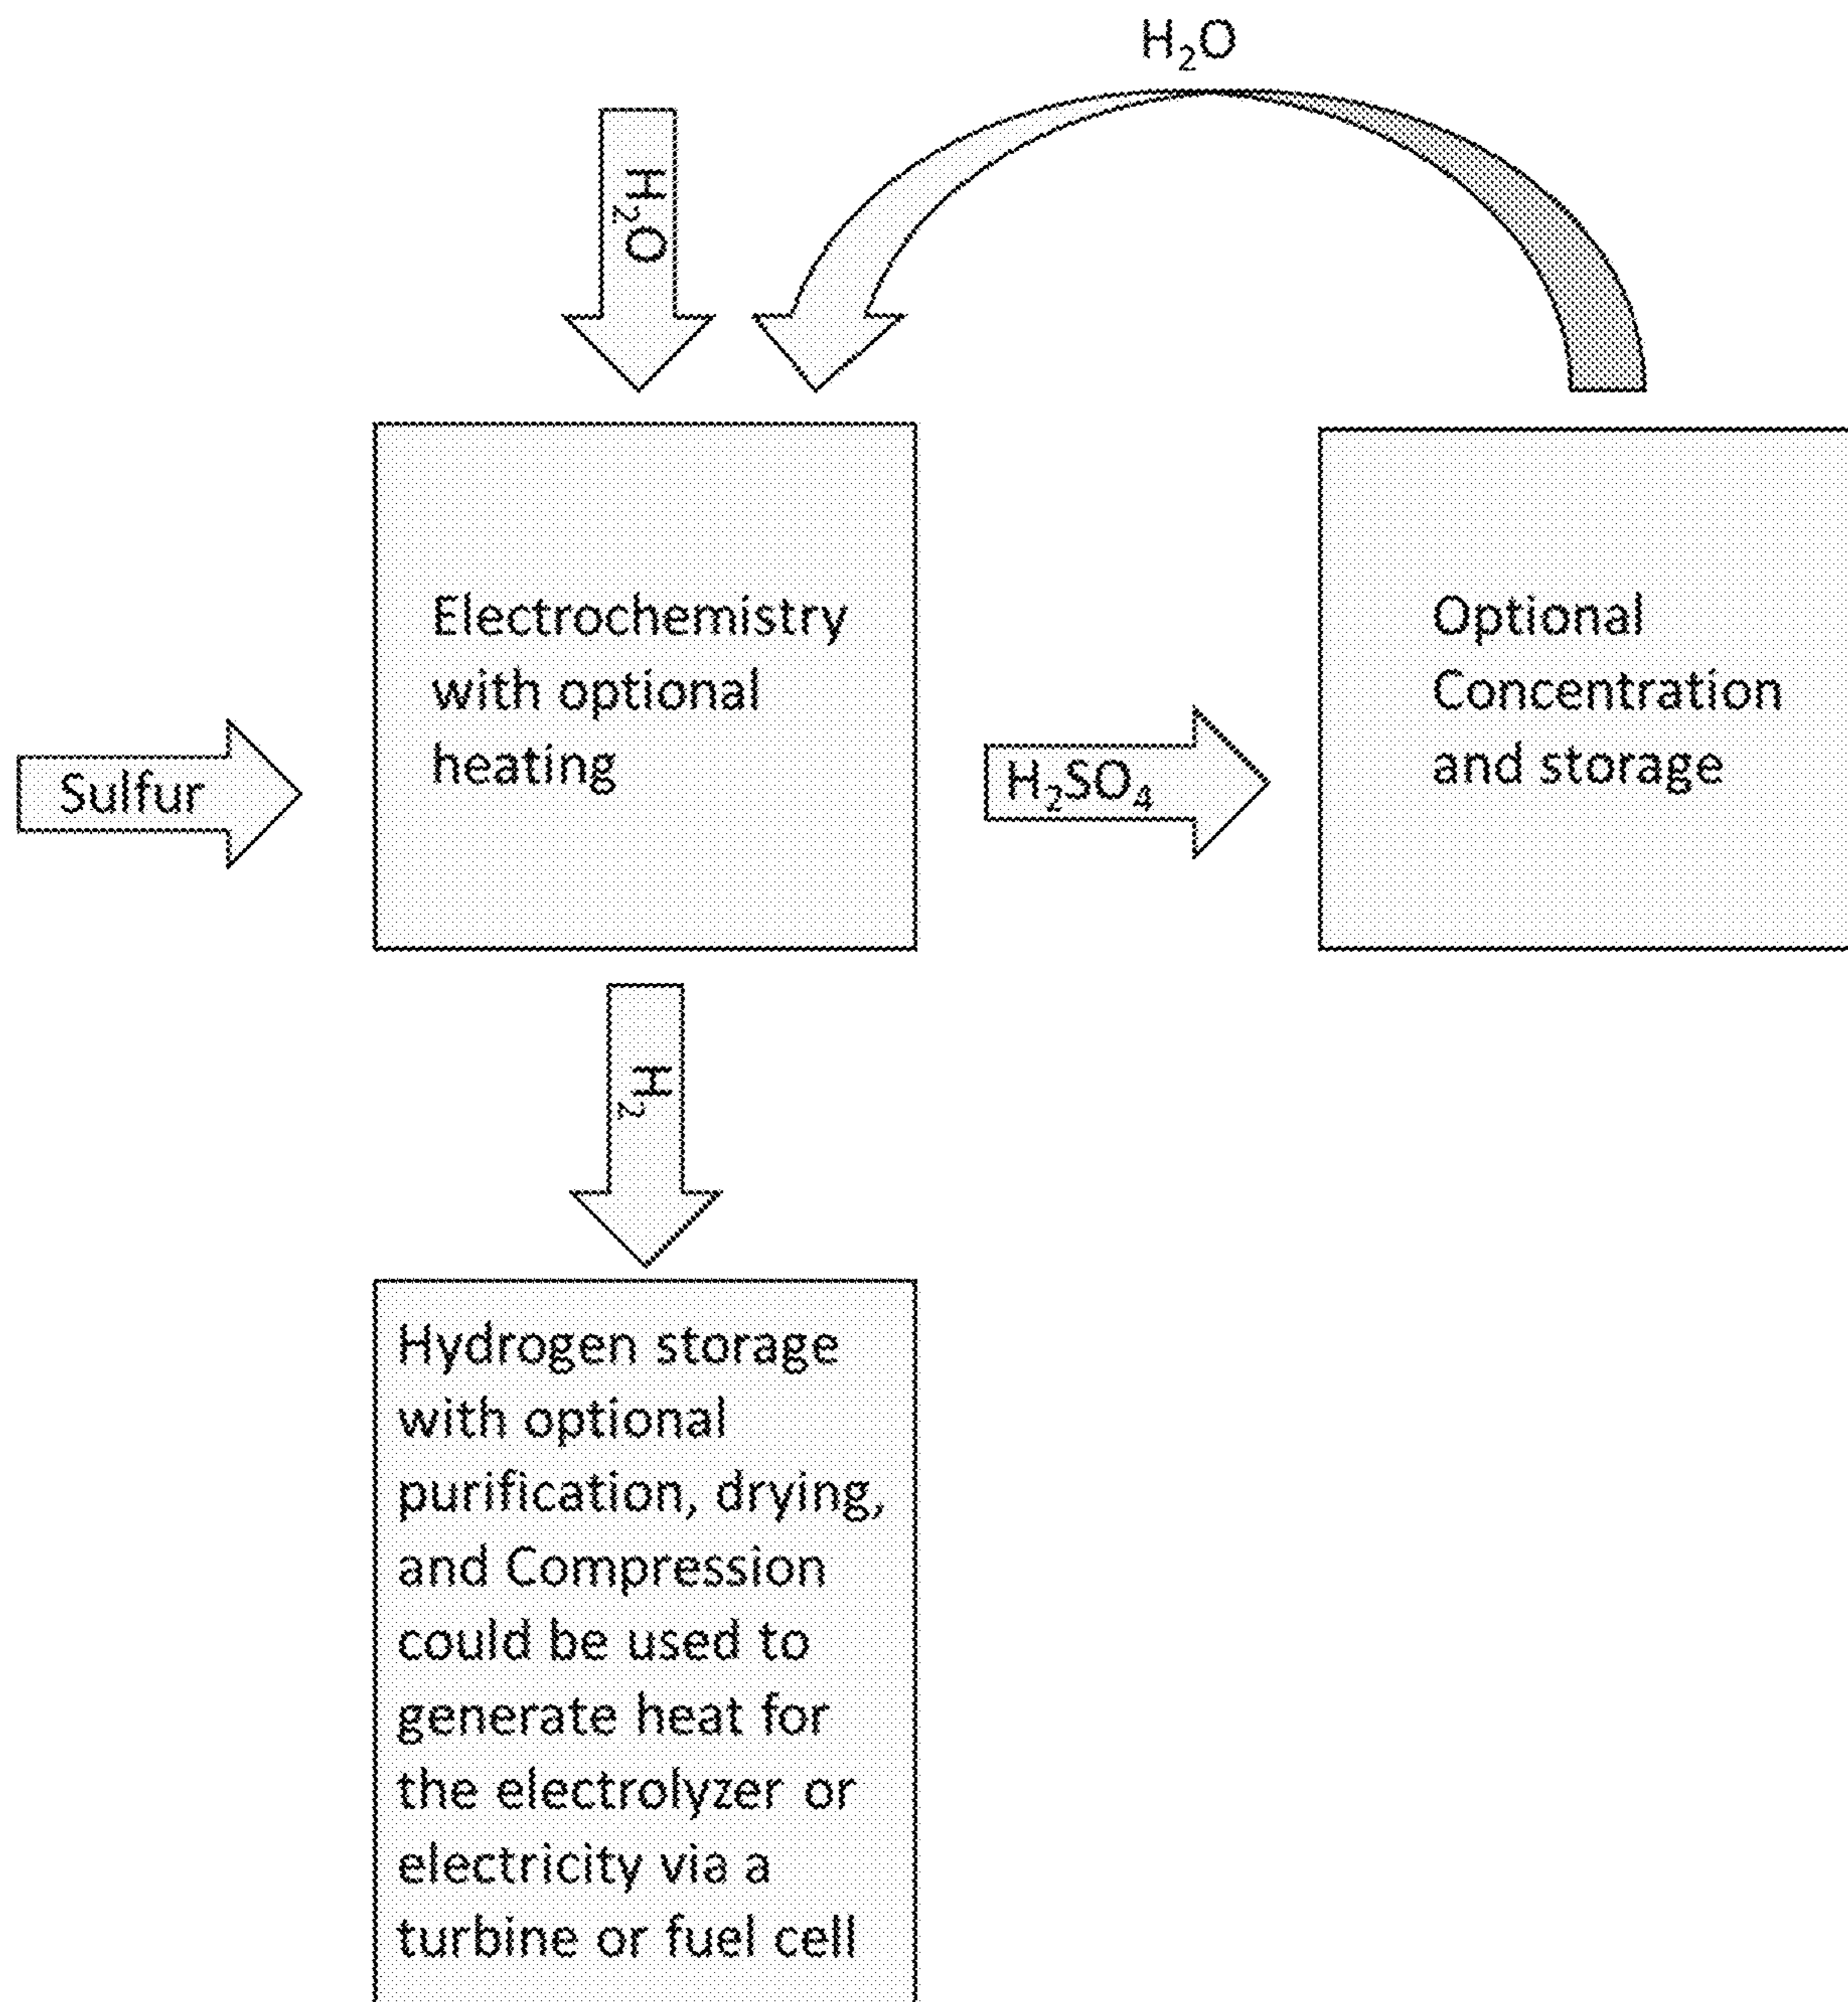 H₂O
H₂O
Electrochemistry
with optional
heating
Optional
Concentration
and storage
Sulfur
H₂SO₄
H₂
Hydrogen storage
with optional
purification, drying,
and Compression
could be used to
generate heat for
the electrolyzer or
electricity via a
turbine or fuel cell